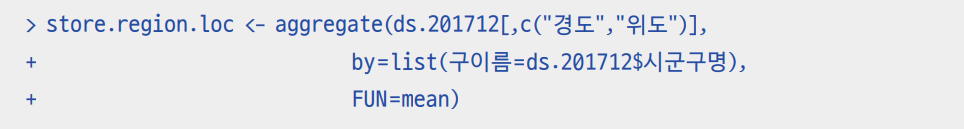 > store.region.loc <- aggregate(ds.201712[,c("경도","위도")],
+ by=list(구이름=ds.201712$시군구명),
+ FUN=mean)